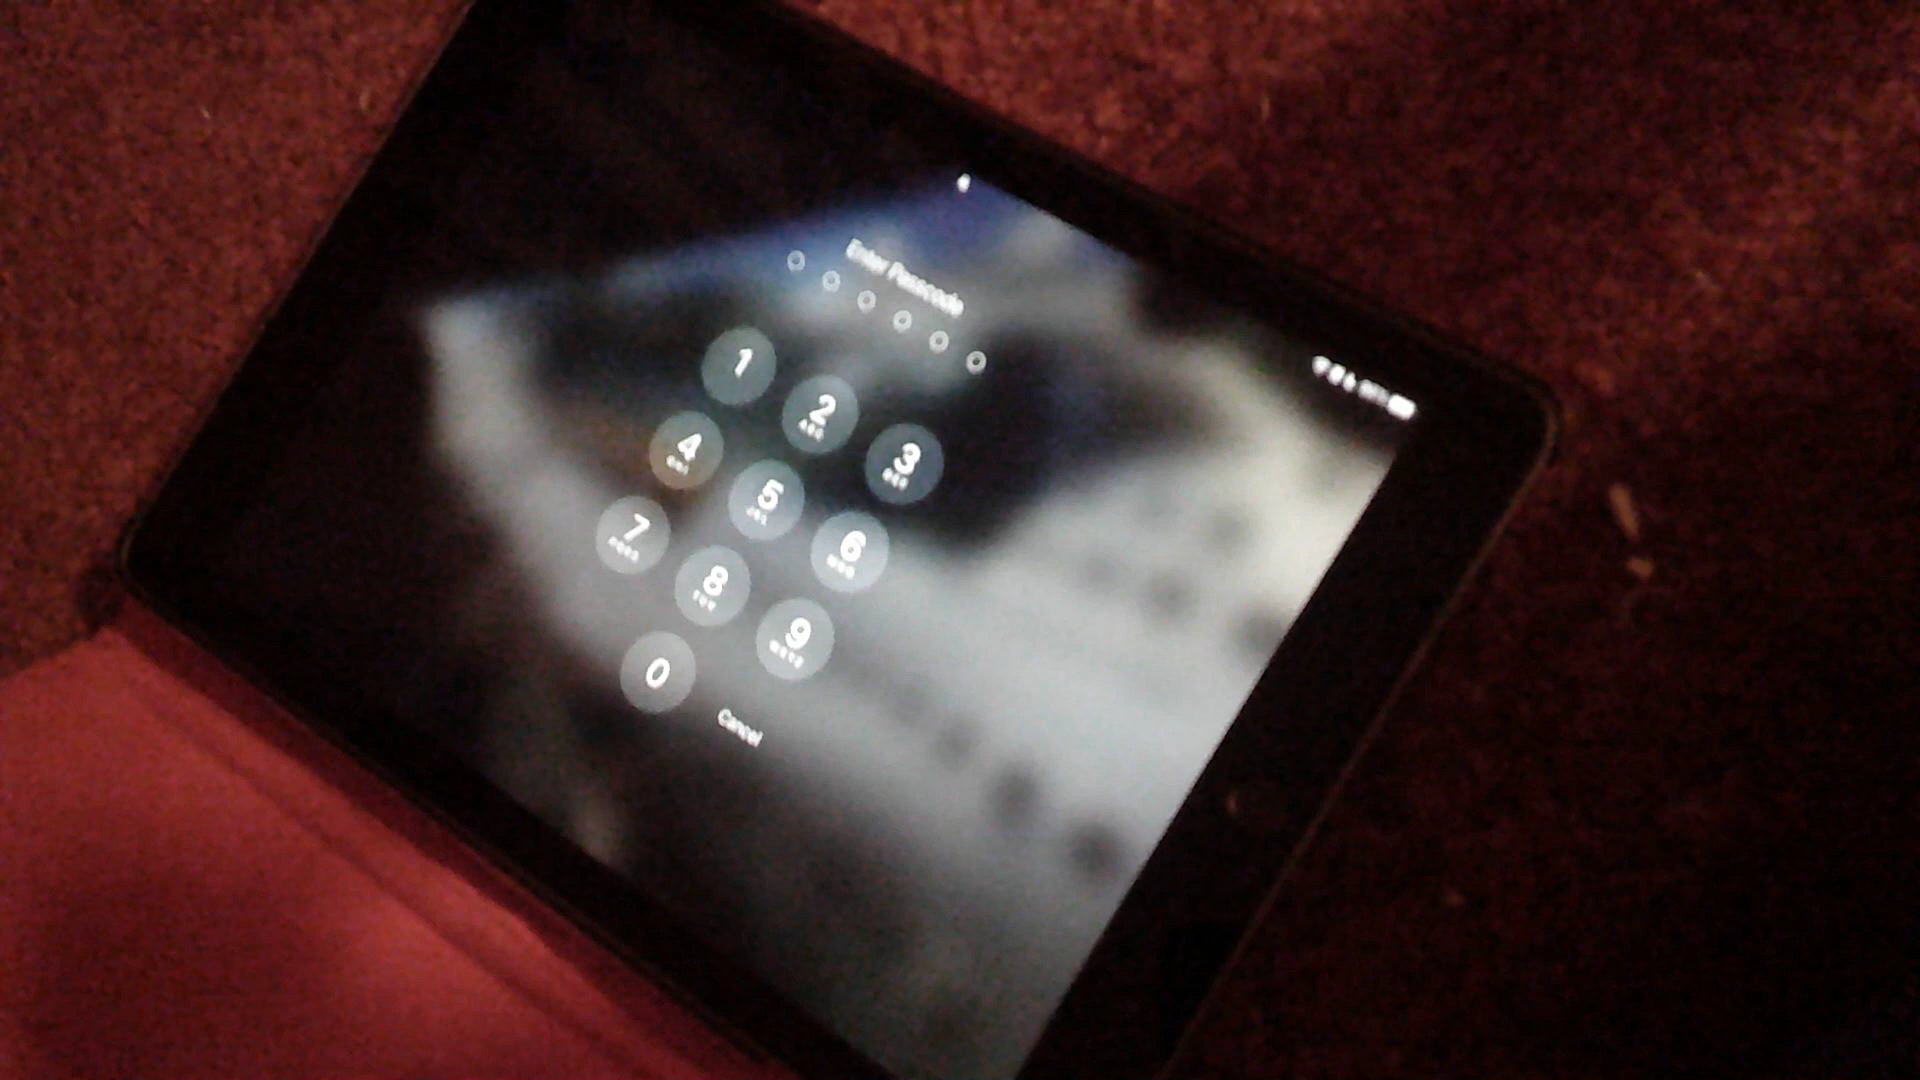 Enter Passcode
1
2
ABC
3
DEF
4
GHI
5
JKL
6
MNO
7
PQRS
8
TUV
9
WXYZ
0
Cancel